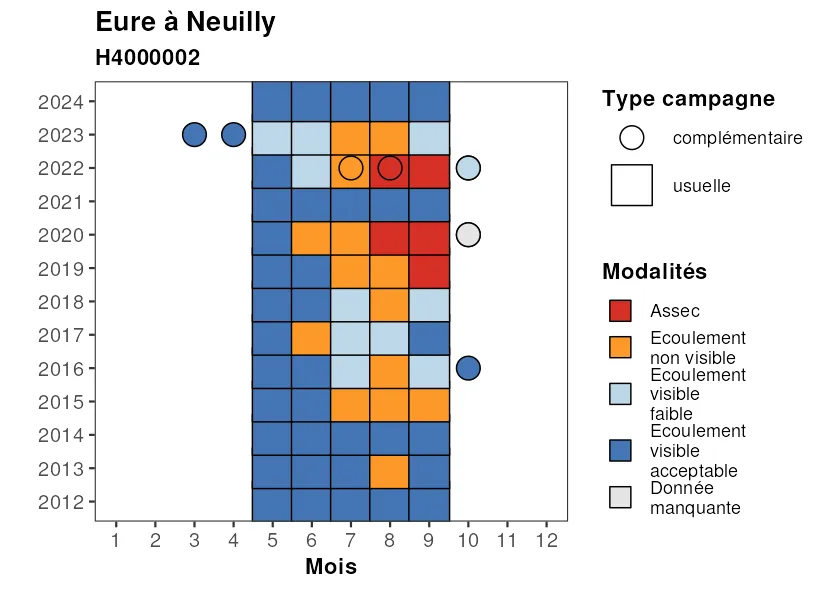 Eure à Neuilly
H4000002
2024
2023
2022
2021
2020
2019
2018
2017
2016
2015
2014
2013
2012
1 2 3 4 5 6 7 8 9 10 11 12
Mois
Type campagne
complémentaire
usuelle
Modalités
Assec
Ecoulement
non visible
Ecoulement
visible
faible
Ecoulement
visible
acceptable
Donnée
manquante